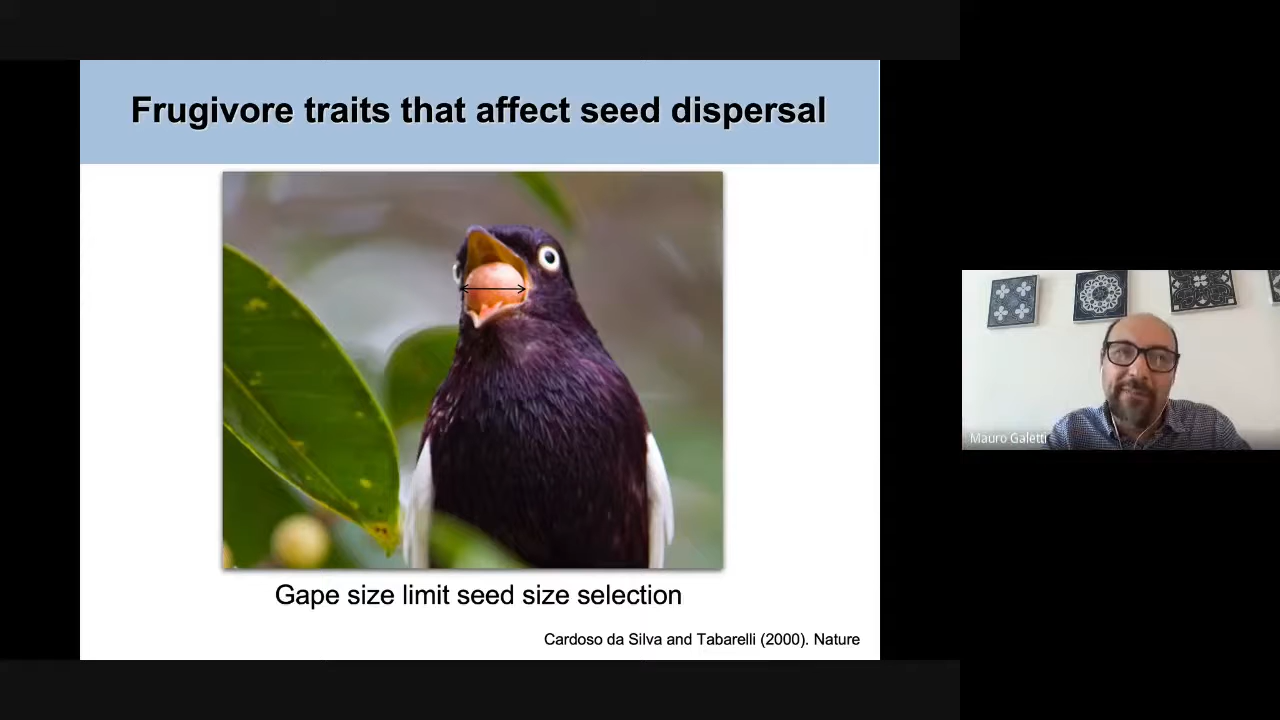 Frugivore traits that affect seed dispersal
Gape size limit seed size selection
Cardoso da Silva and Tabarelli (2000). Nature
Mauro Galetti